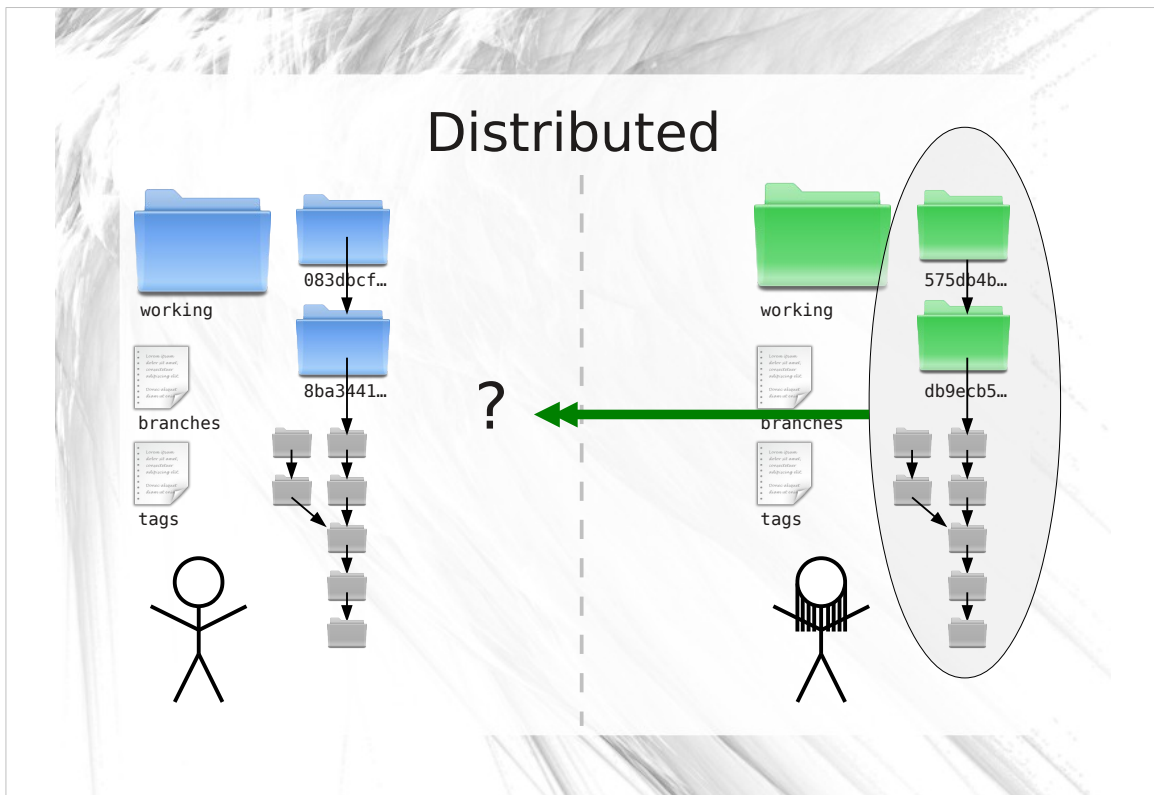 Distributed
083dbcf…
working
8ba3441…
branches
tags
?
575db4b…
working
db9ecb5…
branches
tags